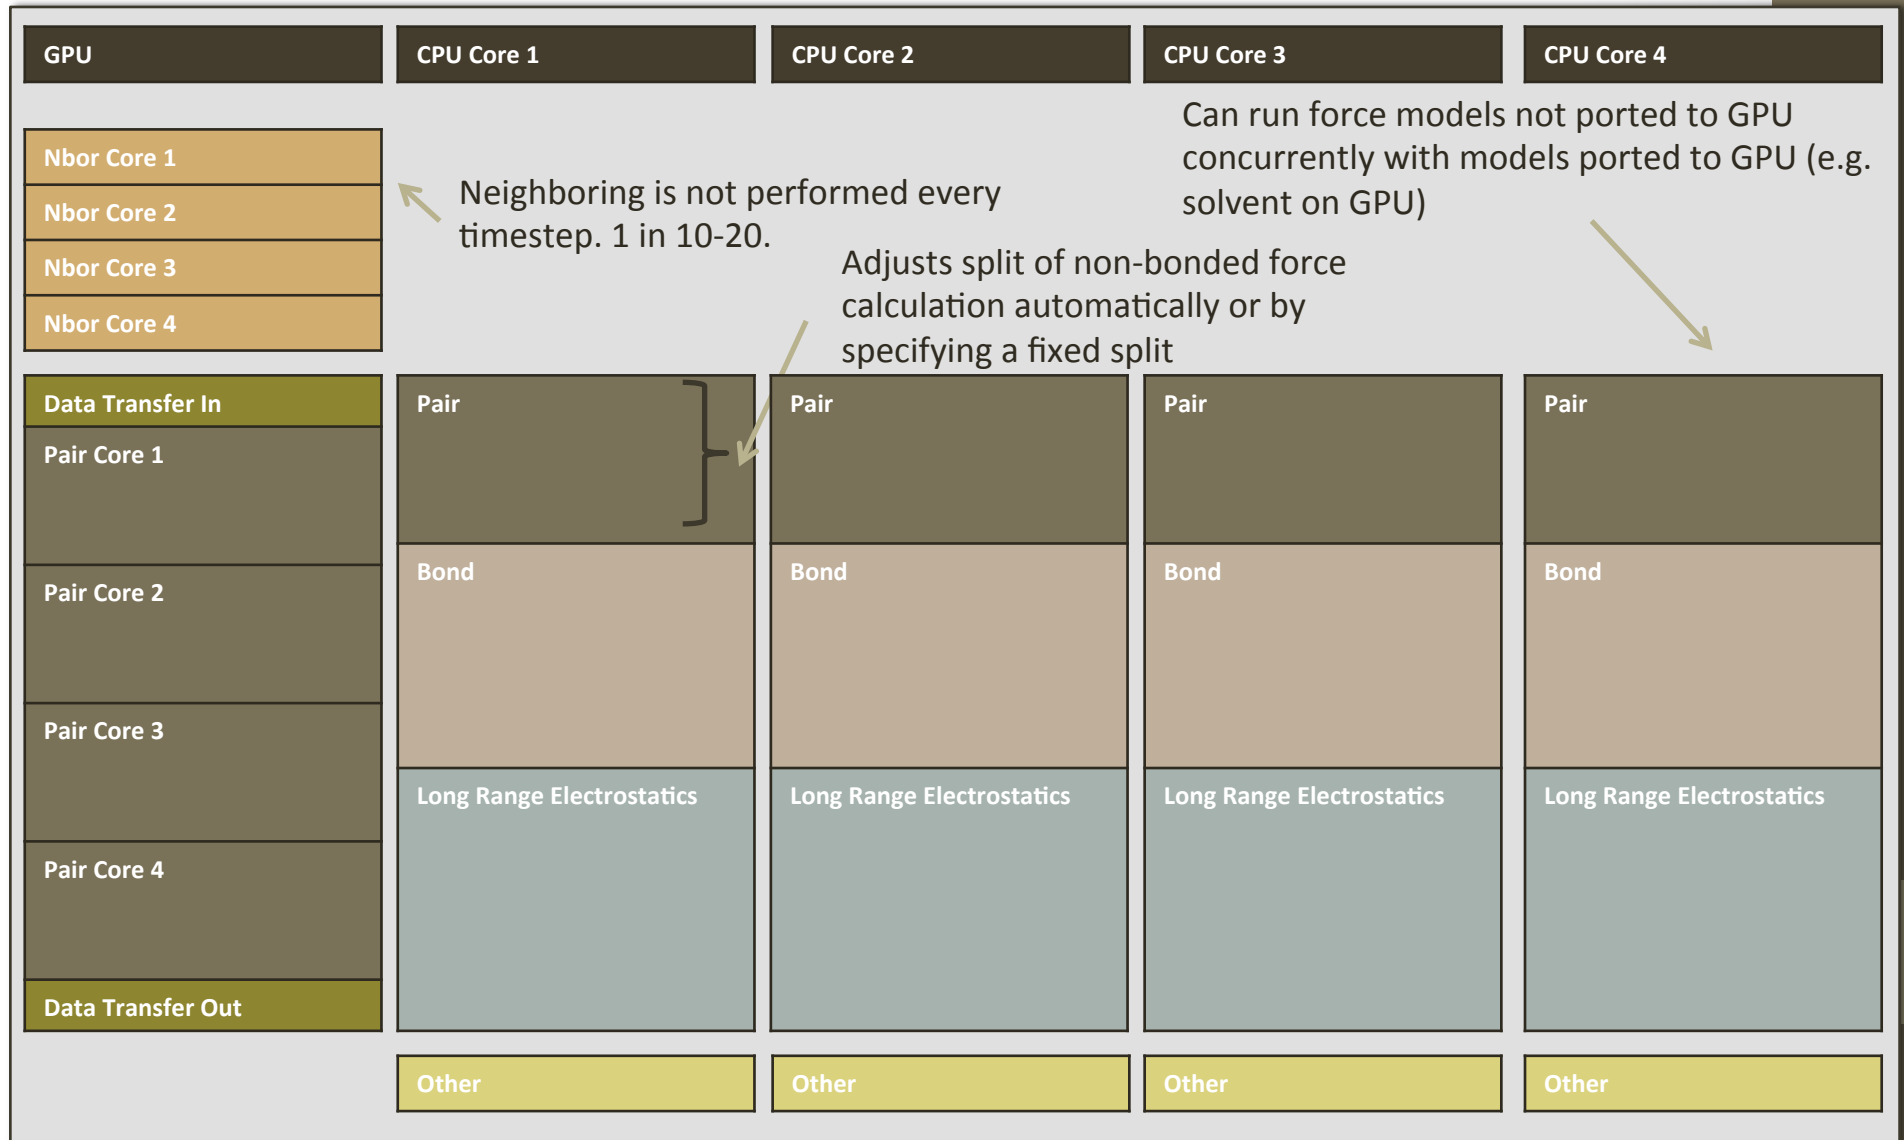 GPU
CPU Core 1
CPU Core 2
CPU Core 3
CPU Core 4
Nbor Core 1
Nbor Core 2
Nbor Core 3
Nbor Core 4
Neighboring is not performed every
timestep. 1 in 10-20.
Can run force models not ported to GPU
concurrently with models ported to GPU (e.g.
solvent on GPU)
Adjusts split of non-bonded force
calculation automatically or by
specifying a fixed split
Data Transfer In
Pair Core 1
Pair Core 2
Pair Core 3
Pair Core 4
Data Transfer Out
Pair
Bond
Long Range Electrostatics
Other
Pair
Bond
Long Range Electrostatics
Other
Pair
Bond
Long Range Electrostatics
Other
Pair
Bond
Long Range Electrostatics
Other